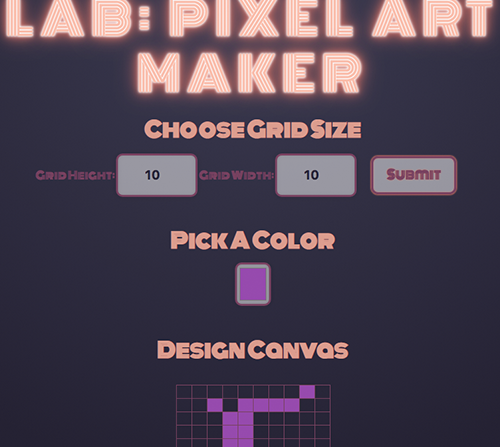 LAB: PIXEL ART
MAKER
Choose Grid Size
Grid Height: 10 Grid Width: 10 Submit
Pick A Color
Design Canvas